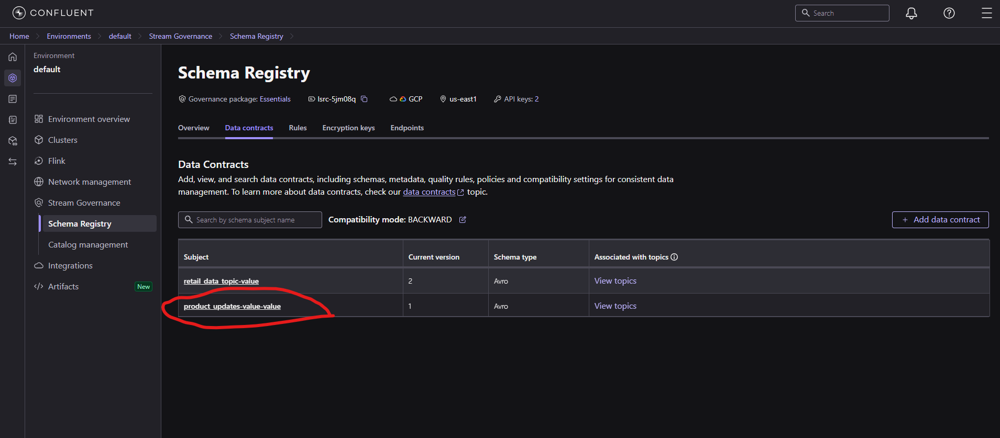 CONFLUENT
Search
Home
Environments
default
Stream Governance
Schema Registry
Environment
default
Environment overview
Clusters
Flink
Network management
Stream Governance
Schema Registry
Catalog management
Integrations
Artifacts
New
Schema Registry
Governance package: Essentials
lsrc-5jm08q
GCP
us-east1
API keys: 2
Overview
Data contracts
Rules
Encryption keys
Endpoints
Data Contracts
Add, view, and search data contracts, including schemas, metadata, quality rules, policies and compatibility settings for consistent data
management. To learn more about data contracts, check our data contracts topic.
Search by schema subject name
Compatibility mode: BACKWARD
+ Add data contract
Subject
Current version
Schema type
Associated with topics
retail_data_topic-value
2
Avro
View topics
product_updates-value-value
1
Avro
View topics